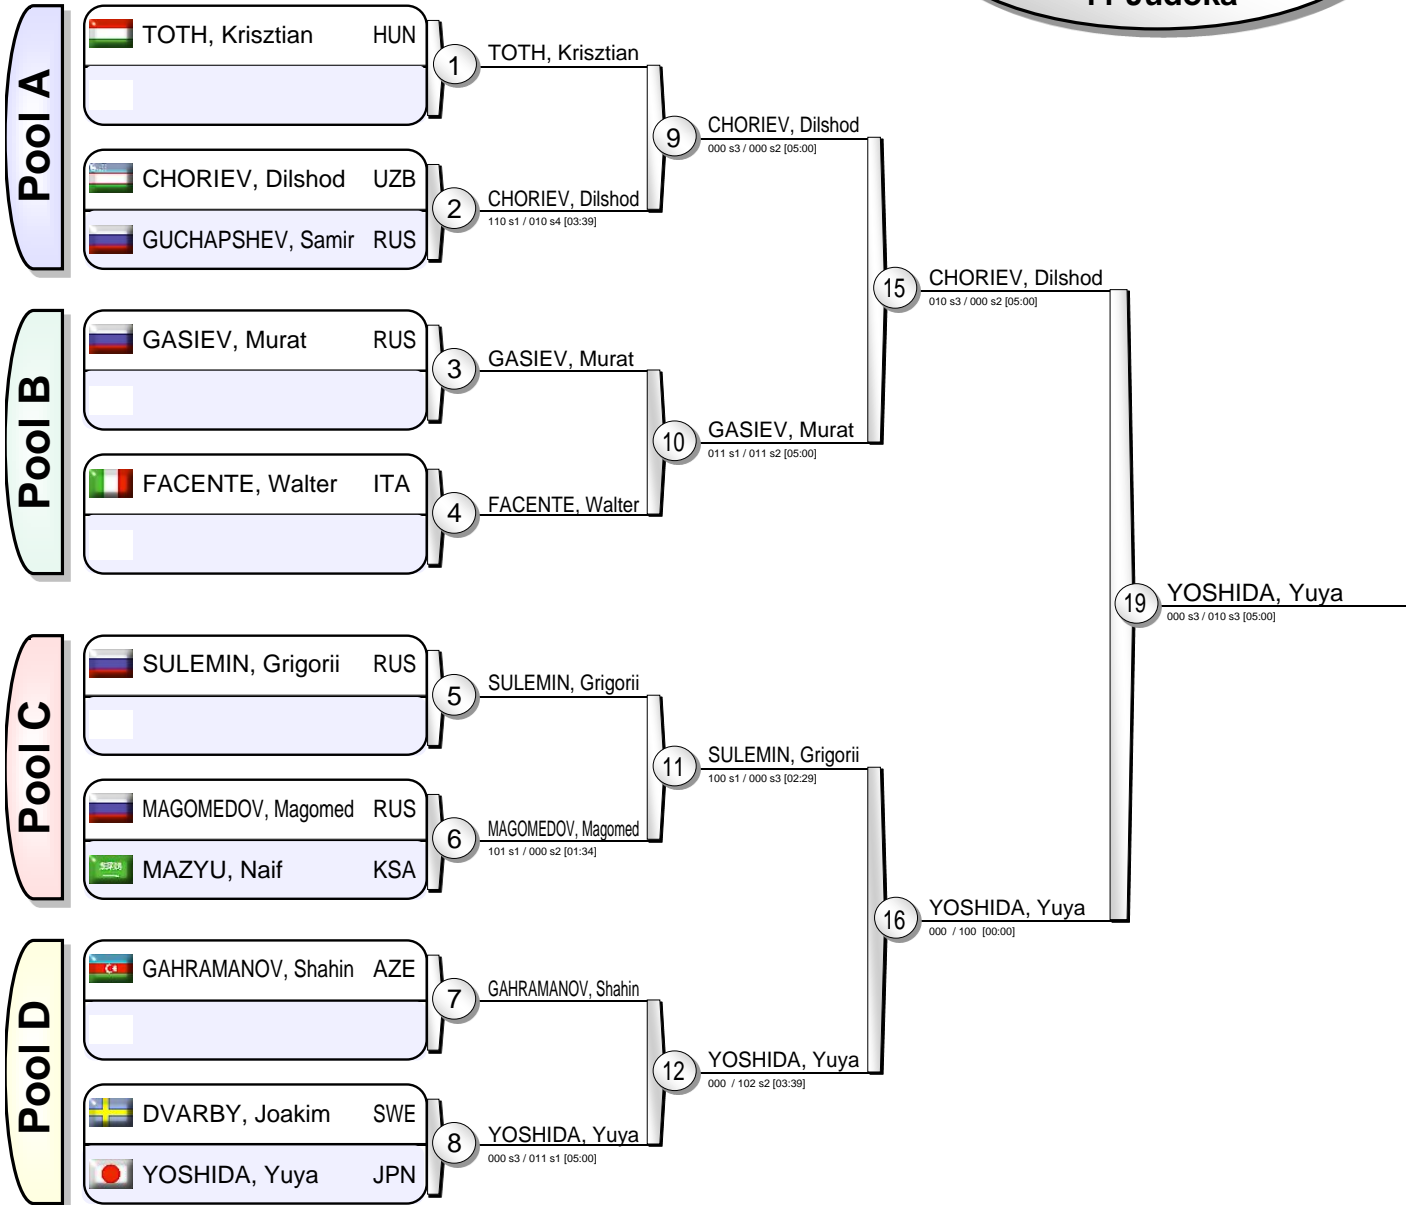 11 Judoka
Pool A
TOTH, Krisztian HUN
CHORIEV, Dilshod UZB
GUCHAPSHEV, Samir RUS
1
TOTH, Krisztian
2
CHORIEV, Dilshod
110 s1 / 010 s4 [03:39]
9
CHORIEV, Dilshod
000 s3 / 000 s2 [05:00]
Pool B
GASIEV, Murat RUS
FACENTE, Walter ITA
3
GASIEV, Murat
4
FACENTE, Walter
10
GASIEV, Murat
011 s1 / 011 s2 [05:00]
15
CHORIEV, Dilshod
010 s3 / 000 s2 [05:00]
Pool C
SULEMIN, Grigorii RUS
MAGOMEDOV, Magomed RUS
MAZYU, Naif KSA
5
SULEMIN, Grigorii
6
MAGOMEDOV, Magomed
101 s1 / 000 s2 [01:34]
11
SULEMIN, Grigorii
100 s1 / 000 s3 [02:29]
Pool D
GAHRAMANOV, Shahin AZE
DVARBY, Joakim SWE
YOSHIDA, Yuya JPN
7
GAHRAMANOV, Shahin
8
YOSHIDA, Yuya
000 s3 / 011 s1 [05:00]
12
YOSHIDA, Yuya
000 / 102 s2 [03:39]
16
YOSHIDA, Yuya
000 / 100 [00:00]
19
YOSHIDA, Yuya
000 s3 / 010 s3 [05:00]